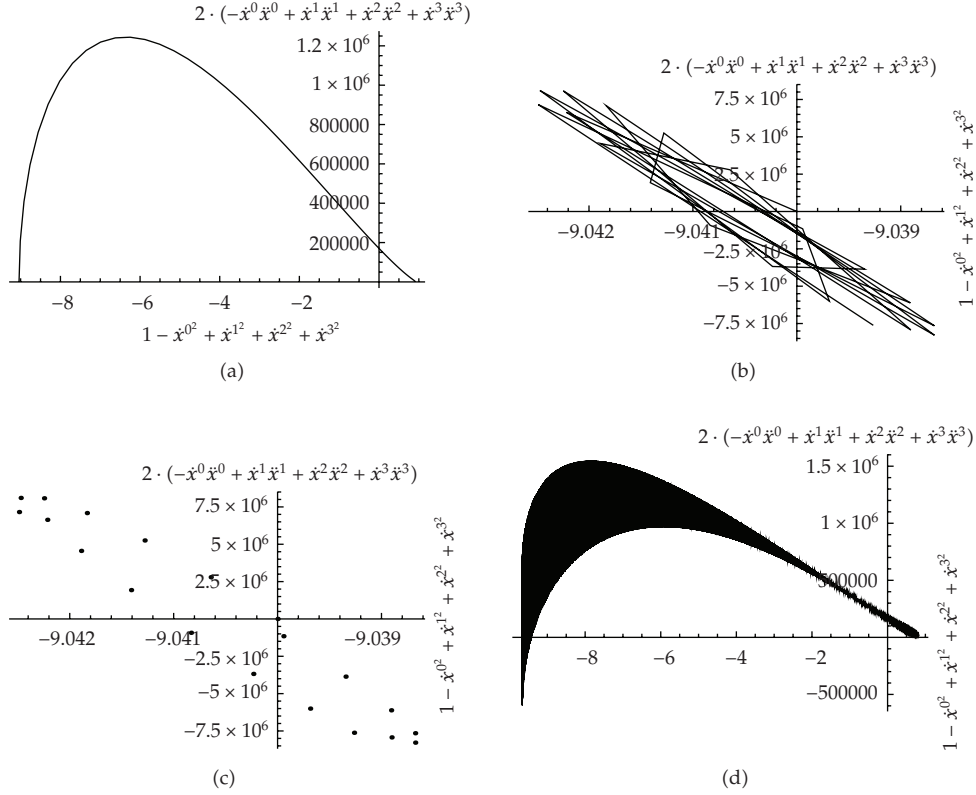 2 · (−ẋ⁰ẍ⁰ + ẋ¹ẍ¹ + ẋ²ẍ² + ẋ³ẍ³)
1.2 × 10⁶
1 × 10⁶
800000
600000
400000
200000
−8 −6 −4 −2
1 − ẋ⁰² + ẋ¹² + ẋ²² + ẋ³²
(a)
2 · (−ẋ⁰ẍ⁰ + ẋ¹ẍ¹ + ẋ²ẍ² + ẋ³ẍ³)
7.5 × 10⁶
5 × 10⁶
2.5 × 10⁶
−9.042 −9.041 −9.039
−2.5 × 10⁶
−5 × 10⁶
−7.5 × 10⁶
1 − ẋ⁰² + ẋ¹² + ẋ²² + ẋ³²
(b)
2 · (−ẋ⁰ẍ⁰ + ẋ¹ẍ¹ + ẋ²ẍ² + ẋ³ẍ³)
7.5 × 10⁶
5 × 10⁶
2.5 × 10⁶
−9.042 −9.041 −9.039
−2.5 × 10⁶
−5 × 10⁶
−7.5 × 10⁶
1 − ẋ⁰² + ẋ¹² + ẋ²² + ẋ³²
(c)
2 · (−ẋ⁰ẍ⁰ + ẋ¹ẍ¹ + ẋ²ẍ² + ẋ³ẍ³)
1.5 × 10⁶
1 × 10⁶
500000
−8 −6 −4 −2
−500000
1 − ẋ⁰² + ẋ¹² + ẋ²² + ẋ³²
(d)